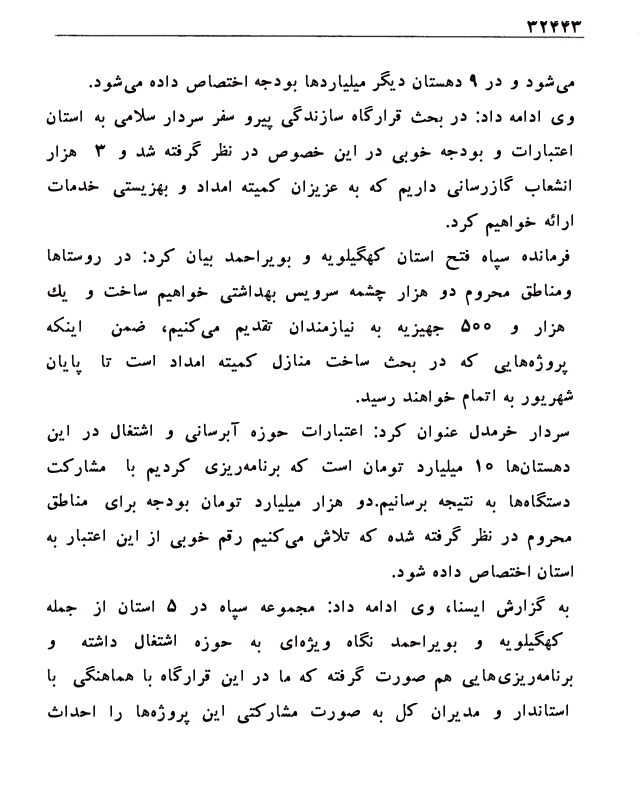 ۳۲۴۴۳
می‌شود و در ۹ دهستان دیگر میلیاردها بودجه اختصاص داده می‌شود.
وی ادامه داد: در بحث قرارگاه سازندگی پیرو سفر سردار سلامی به استان
اعتبارات و بودجه خوبی در این خصوص در نظر گرفته شد و ۳ هزار
انشعاب گازرسانی داریم که به عزیزان کمیته امداد و بهزیستی خدمات
ارائه خواهیم کرد.
فرمانده سپاه فتح استان کهگیلویه و بویراحمد بیان کرد: در روستاها
ومناطق محروم دو هزار چشمه سرویس بهداشتی خواهیم ساخت و یك
هزار و ۵۰۰ جهیزیه به نیازمندان تقدیم می‌کنیم، ضمن اینکه
پروژه‌هایی که در بحث ساخت منازل کمیته امداد است تا پایان
شهریور به اتمام خواهند رسید.
سردار خرمدل عنوان کرد: اعتبارات حوزه آبرسانی و اشتغال در این
دهستان‌ها ۱۰ میلیارد تومان است که برنامه‌ریزی کردیم با مشارکت
دستگاه‌ها به نتیجه برسانیم.دو هزار میلیارد تومان بودجه برای مناطق
محروم در نظر گرفته شده که تلاش می‌کنیم رقم خوبی از این اعتبار به
استان اختصاص داده شود.
به گزارش ایسنا، وی ادامه داد: مجموعه سپاه در ۵ استان از جمله
کهگیلویه و بویراحمد نگاه ویژه‌ای به حوزه اشتغال داشته و
برنامه‌ریزی‌هایی هم صورت گرفته که ما در این قرارگاه با هماهنگی با
استاندار و مدیران کل به صورت مشارکتی این پروژه‌ها را احداث